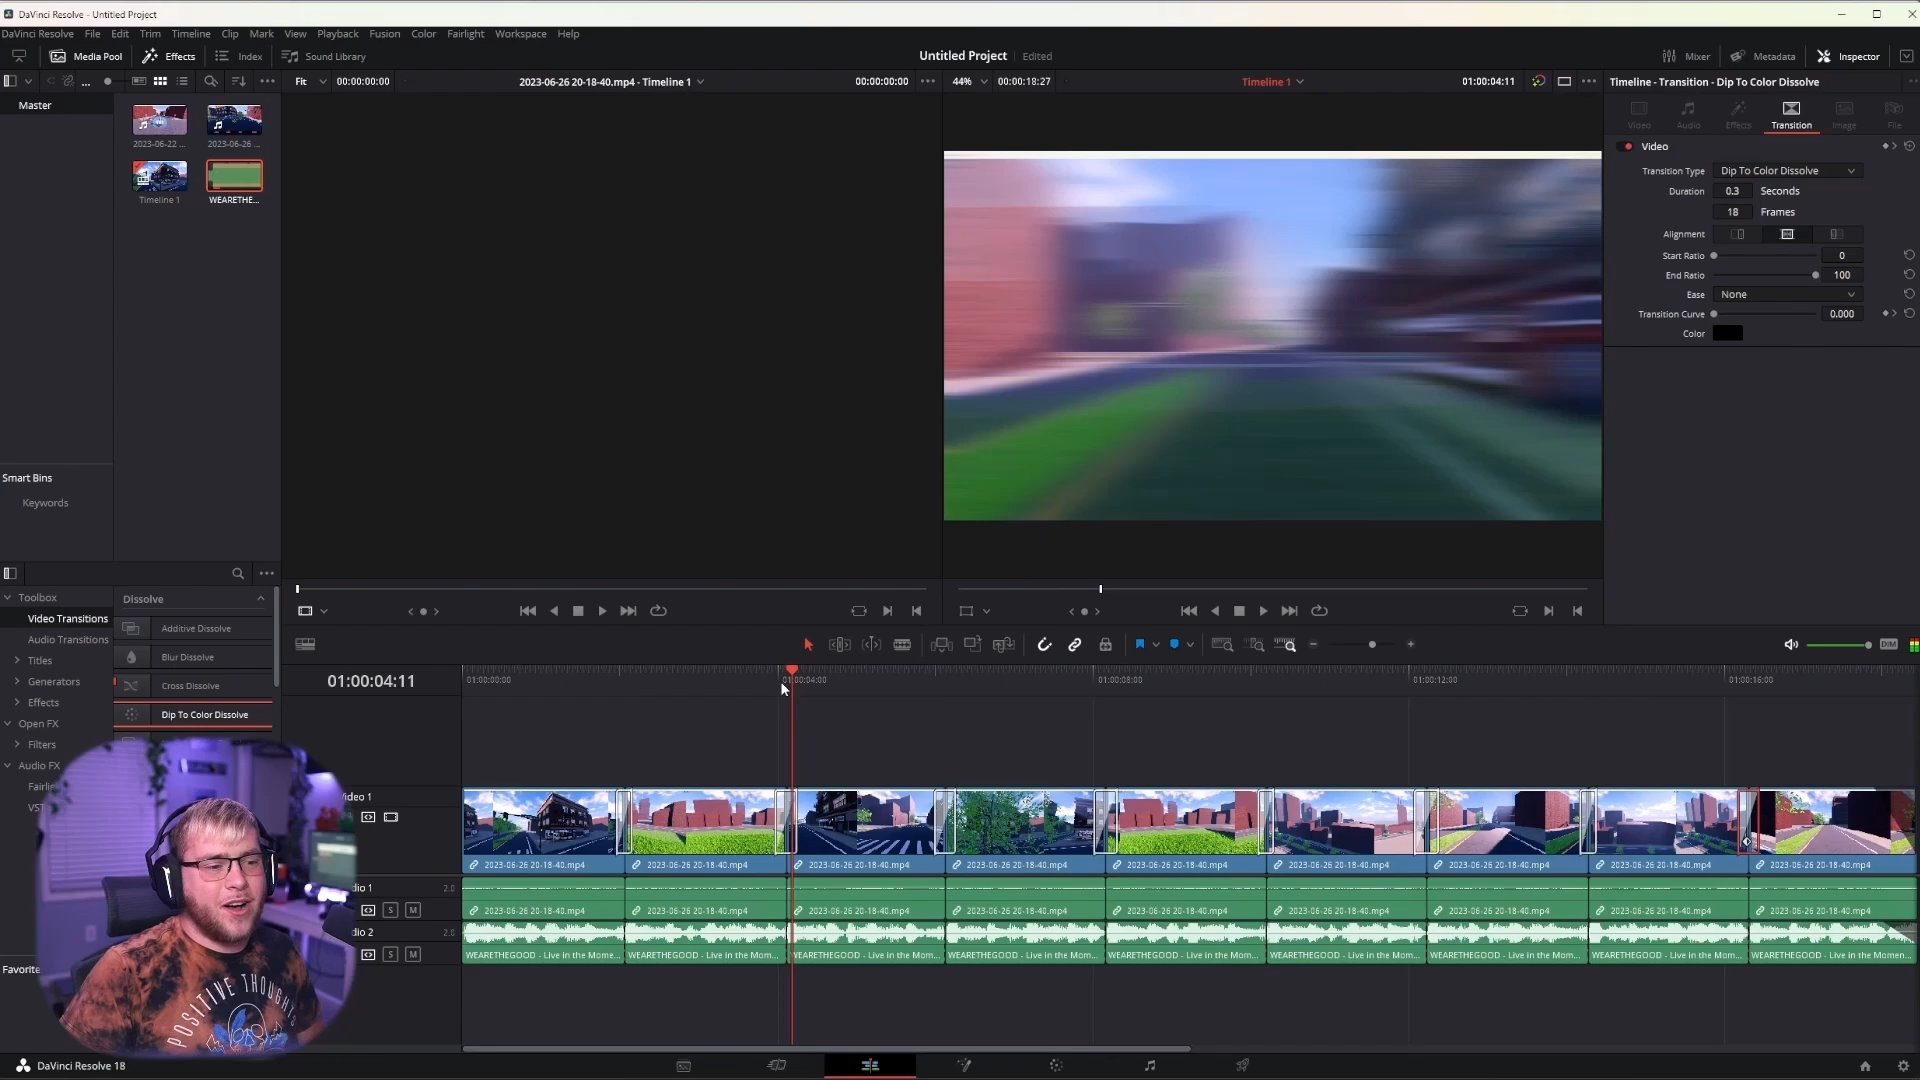 DaVinci Resolve - Untitled Project
DaVinci Resolve File Edit Trim Timeline Clip Mark View Playback Fusion Color Fairlight Workspace Help
Media Pool Effects Index Sound Library Untitled Project Edited Mixer Metadata Inspector
... Fit 00:00:00:00 2023-06-26 20-18-40.mp4 - Timeline 1 00:00:00:00 44% 00:00:18:27 Timeline 1 01:00:04:11 Timeline - Transition - Dip To Color Dissolve
Master
Video Audio Effects Transition Image File
2023-06-22 ... 2023-06-26 ...
Timeline 1 WEARETHE...
Video
Transition Type Dip To Color Dissolve
Duration 0.3 Seconds
18 Frames
Alignment
Start Ratio 0
End Ratio 100
Ease None
Transition Curve 0.000
Color
Smart Bins
Keywords
Toolbox
Video Transitions
Audio Transitions
Titles
Generators
Effects
Open FX
Filters
Audio FX
Fairli
VST
Favorite
Dissolve
Additive Dissolve
Blur Dissolve
Cross Dissolve
Dip To Color Dissolve
DIM
01:00:04:11 01:00:00:00 01:00:04:00 01:00:08:00 01:00:12:00 01:00:16:00
Video 1
2023-06-26 20-18-40.mp4 2023-06-26 20-18-40.mp4 2023-06-26 20-18-40.mp4 2023-06-26 20-18-40.mp4 2023-06-26 20-18-40.mp4 2023-06-26 20-18-40.mp4 2023-06-26 20-18-40.mp4 2023-06-26 20-18-40.mp4 2023-06-26 20-18-40.mp4
dio 1 2.0
S M 2023-06-26 20-18-40.mp4 2023-06-26 20-18-40.mp4 2023-06-26 20-18-40.mp4 2023-06-26 20-18-40.mp4 2023-06-26 20-18-40.mp4 2023-06-26 20-18-40.mp4 2023-06-26 20-18-40.mp4 2023-06-26 20-18-40.mp4 2023-06-26 20-18-40.mp4
dio 2 2.0
S M WEARETHEGOOD - Live in the Mome... WEARETHEGOOD - Live in the Mom... WEARETHEGOOD - Live in the Mom... WEARETHEGOOD - Live in the Mom... WEARETHEGOOD - Live in the Mom... WEARETHEGOOD - Live in the Mom... WEARETHEGOOD - Live in the Mom... WEARETHEGOOD - Live in the Mom... WEARETHEGOOD - Live in the Momen...
POSITIVE THOUGHTS
DaVinci Resolve 18